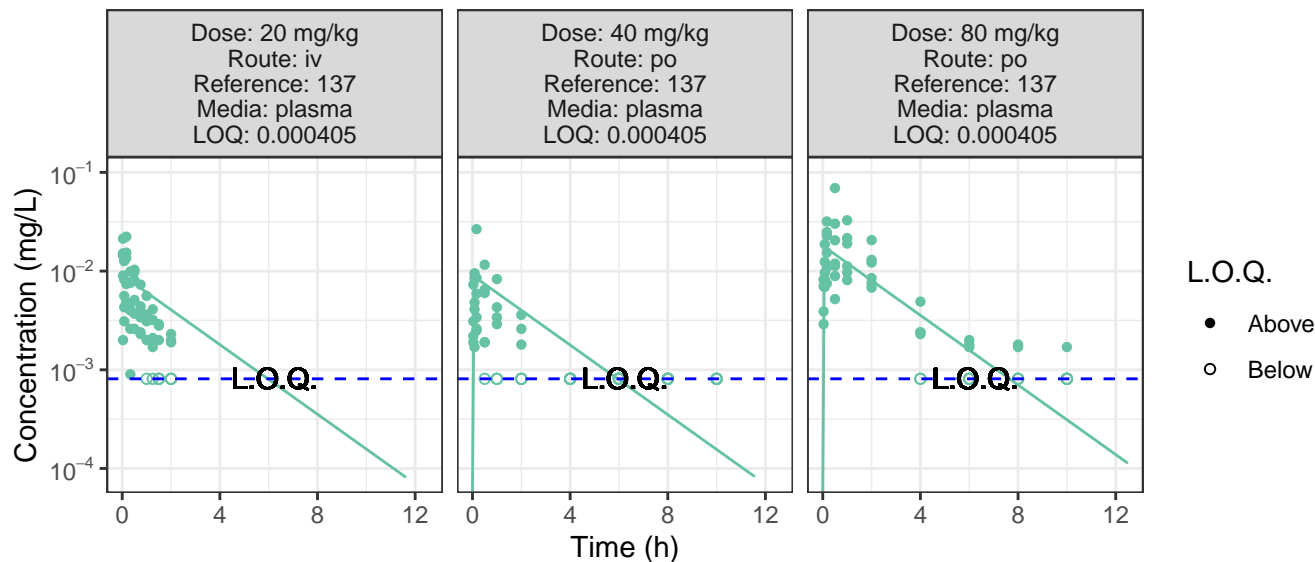 Dose: 20 mg/kg
Route: iv
Reference: 137
Media: plasma
LOQ: 0.000405
Dose: 40 mg/kg
Route: po
Reference: 137
Media: plasma
LOQ: 0.000405
Dose: 80 mg/kg
Route: po
Reference: 137
Media: plasma
LOQ: 0.000405
Concentration (mg/L)
10⁻¹
10⁻²
10⁻³
10⁻⁴
L.O.Q.
L.O.Q.
L.O.Q.
0 4 8 12
0 4 8 12
0 4 8 12
Time (h)
L.O.Q.
Above
Below